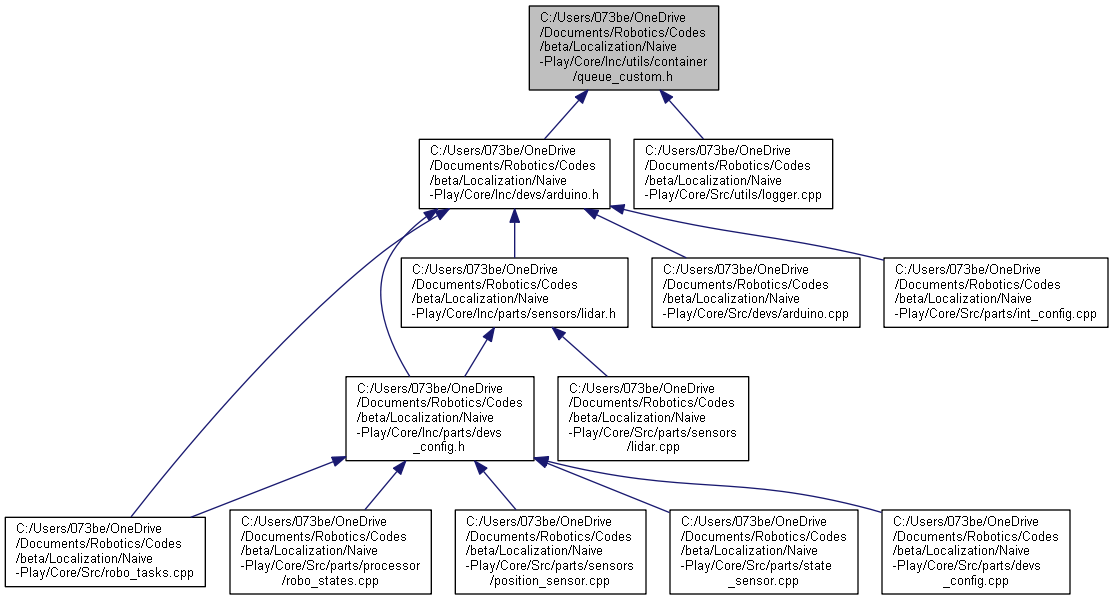 C:/Users/073be/OneDrive
/Documents/Robotics/Codes
/beta/Localization/Naive
-Play/Core/Inc/utils/container
/queue_custom.h
C:/Users/073be/OneDrive
/Documents/Robotics/Codes
/beta/Localization/Naive
-Play/Core/Inc/devs/arduino.h
C:/Users/073be/OneDrive
/Documents/Robotics/Codes
/beta/Localization/Naive
-Play/Core/Src/utils/logger.cpp
C:/Users/073be/OneDrive
/Documents/Robotics/Codes
/beta/Localization/Naive
-Play/Core/Inc/parts/sensors/lidar.h
C:/Users/073be/OneDrive
/Documents/Robotics/Codes
/beta/Localization/Naive
-Play/Core/Src/devs/arduino.cpp
C:/Users/073be/OneDrive
/Documents/Robotics/Codes
/beta/Localization/Naive
-Play/Core/Src/parts/int_config.cpp
C:/Users/073be/OneDrive
/Documents/Robotics/Codes
/beta/Localization/Naive
-Play/Core/Inc/parts/devs
_config.h
C:/Users/073be/OneDrive
/Documents/Robotics/Codes
/beta/Localization/Naive
-Play/Core/Src/parts/sensors
/lidar.cpp
C:/Users/073be/OneDrive
/Documents/Robotics/Codes
/beta/Localization/Naive
-Play/Core/Src/robo_tasks.cpp
C:/Users/073be/OneDrive
/Documents/Robotics/Codes
/beta/Localization/Naive
-Play/Core/Src/parts/processor
/robo_states.cpp
C:/Users/073be/OneDrive
/Documents/Robotics/Codes
/beta/Localization/Naive
-Play/Core/Src/parts/sensors
/position_sensor.cpp
C:/Users/073be/OneDrive
/Documents/Robotics/Codes
/beta/Localization/Naive
-Play/Core/Src/parts/state
_sensor.cpp
C:/Users/073be/OneDrive
/Documents/Robotics/Codes
/beta/Localization/Naive
-Play/Core/Src/parts/devs
_config.cpp